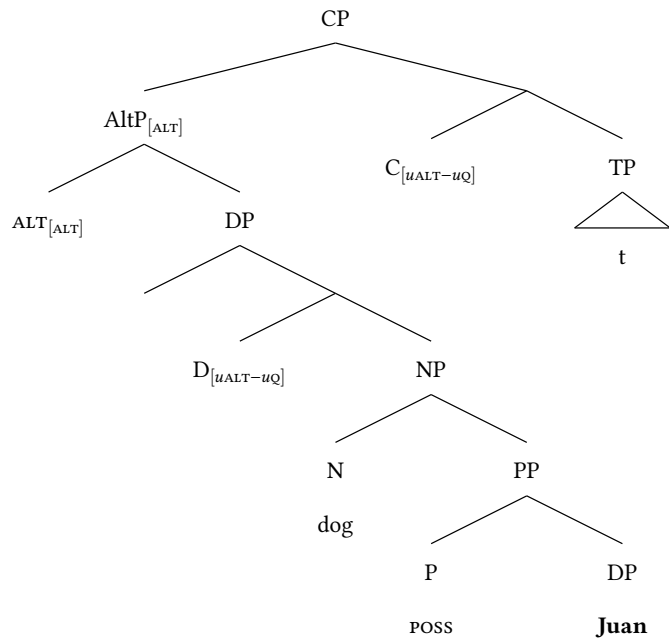 CP
AltP[ALT]
C[uALT−uQ] TP
ALT[ALT] DP
t
D[uALT−uQ] NP
N PP
dog
P DP
POSS Juan